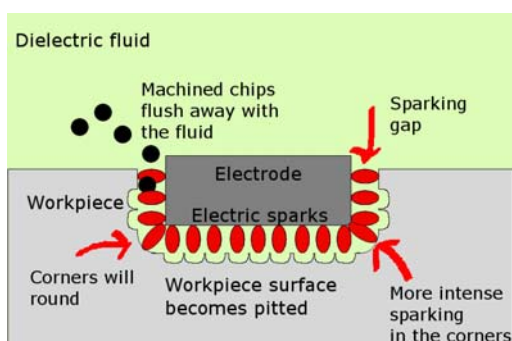 Dielectric fluid
Machined chips
flush away with
the fluid
Sparking
gap
Electrode
Workpiece
Electric sparks
Corners will
round
Workpiece surface
becomes pitted
More intense
sparking
in the corners